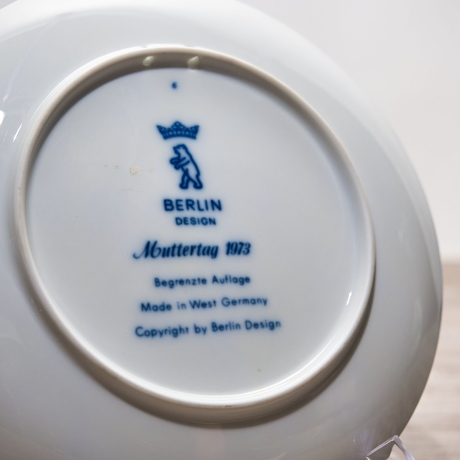 BERLIN
DESIGN
Muttertag 1973
Begrenzte Auflage
Made in West Germany
Copyright by Berlin Design